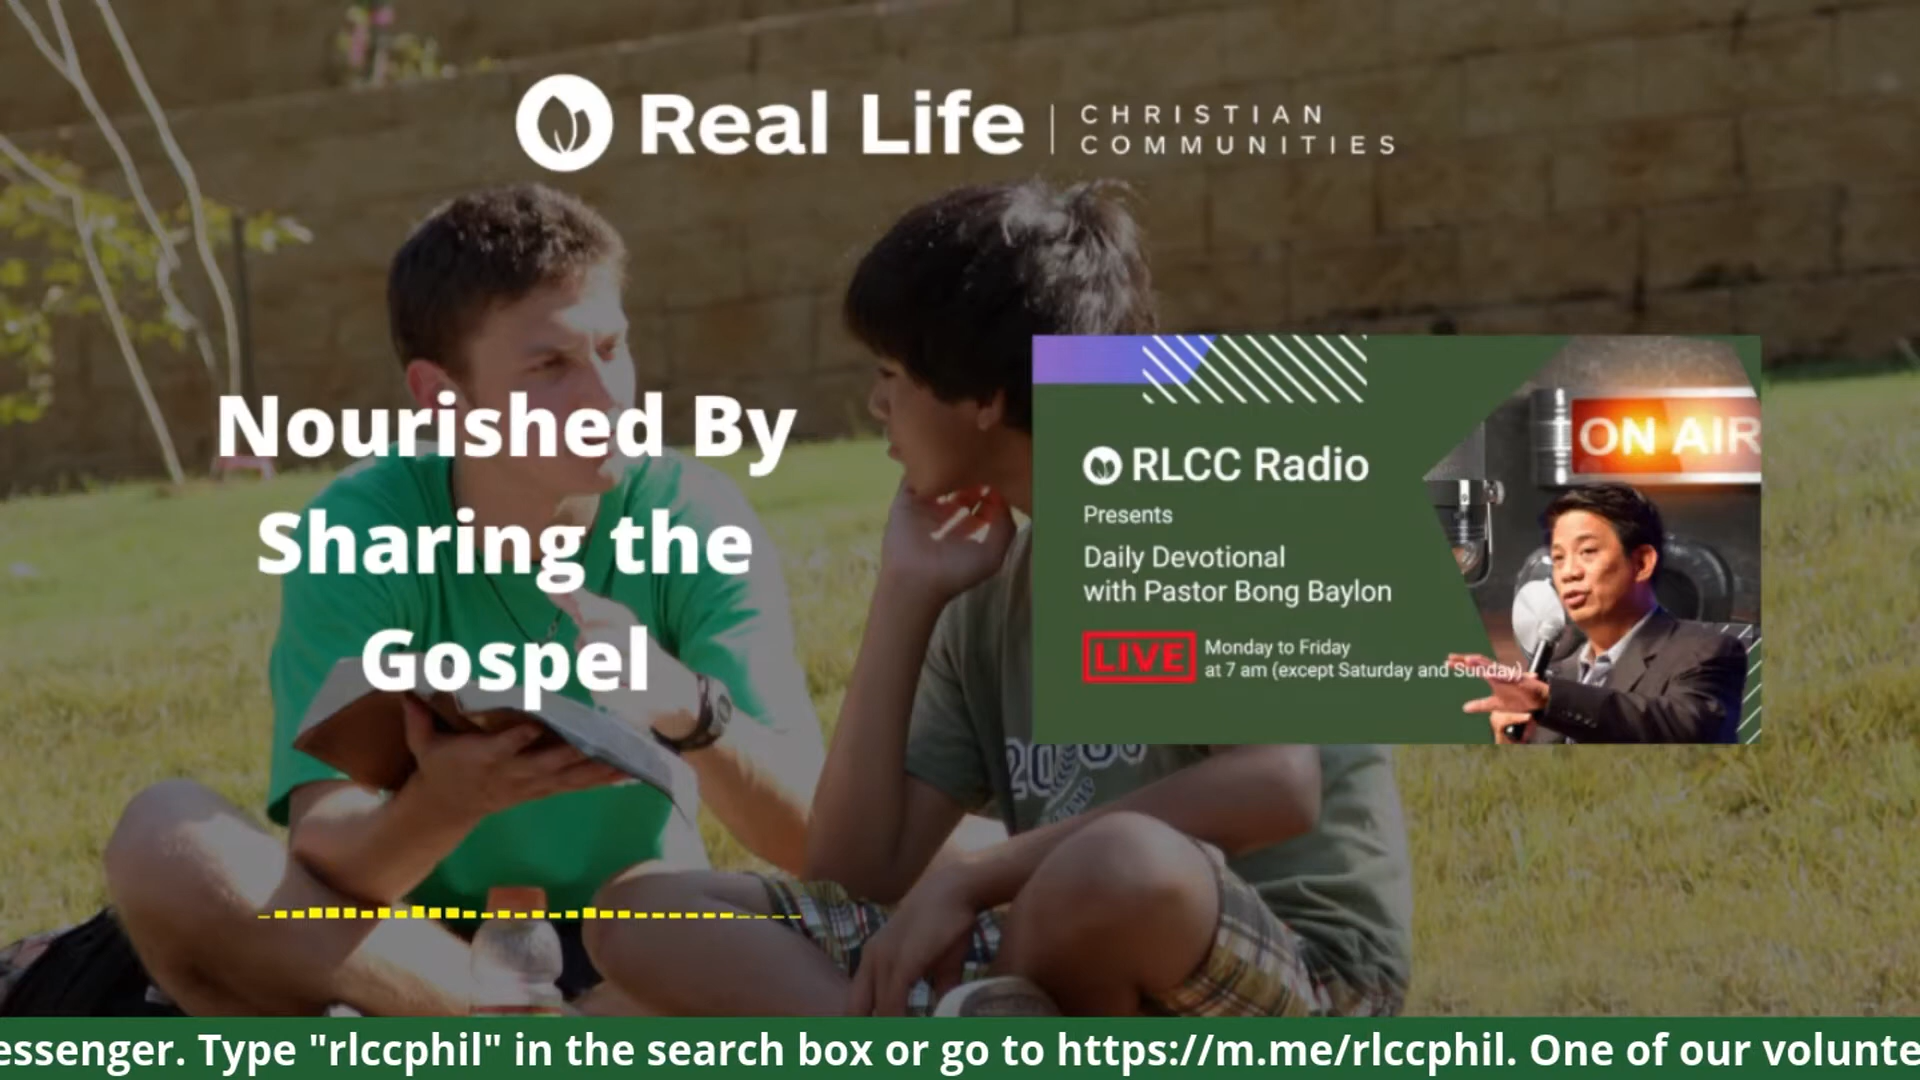 Real Life
CHRISTIAN
COMMUNITIES
Nourished By
Sharing the
Gospel
ON AIR
RLCC Radio
Presents
Daily Devotional
with Pastor Bong Baylon
LIVE
Monday to Friday
at 7 am (except Saturday and Sunday)
essenger. Type "rlccphil" in the search box or go to https://m.me/rlccphil. One of our volunte